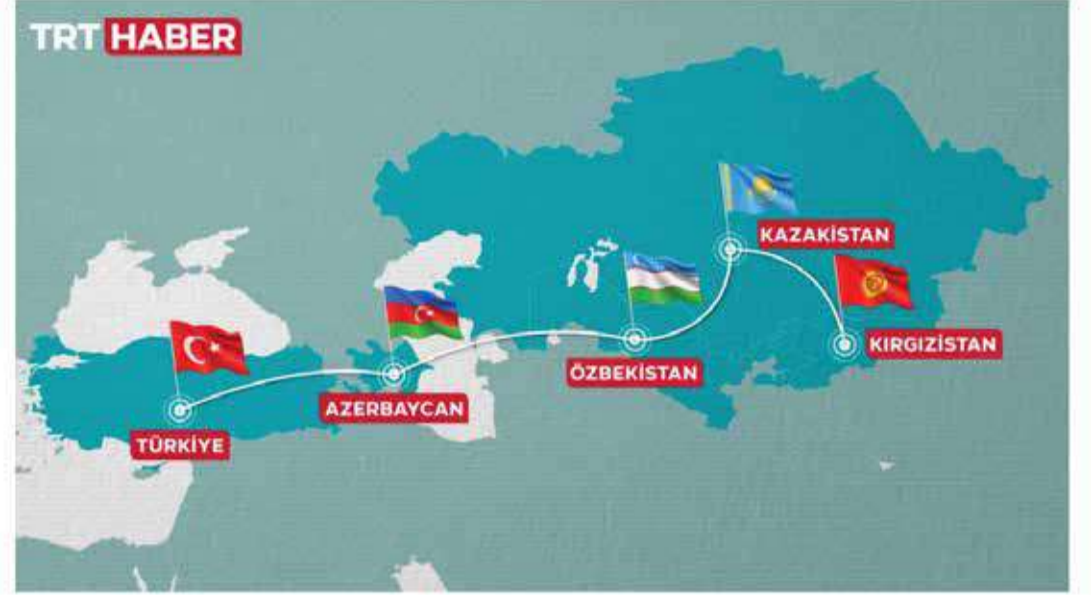 TRT HABER
KAZAKİSTAN
KIRGIZİSTAN
ÖZBEKİSTAN
AZERBAYCAN
TÜRKİYE